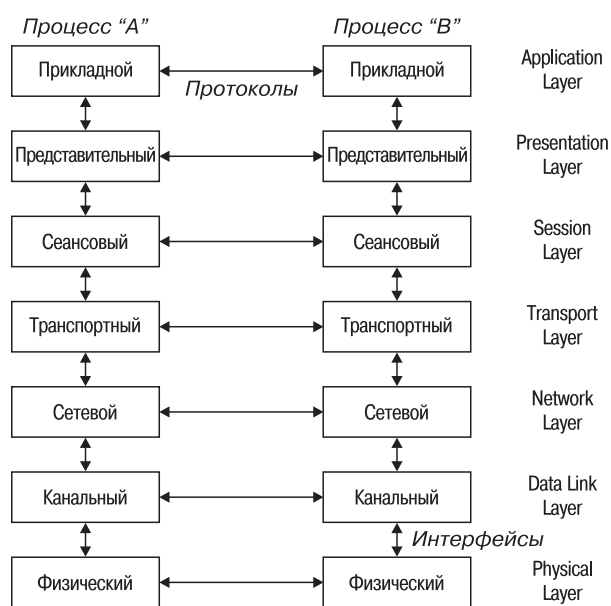 Процесс “A” Процесс “B”
Прикладной Прикладной Application
Layer
Протоколы
Представительный Представительный Presentation
Layer
Сеансовый Сеансовый Session
Layer
Транспортный Транспортный Transport
Layer
Сетевой Сетевой Network
Layer
Канальный Канальный Data Link
Layer
Интерфейсы
Физический Физический Physical
Layer